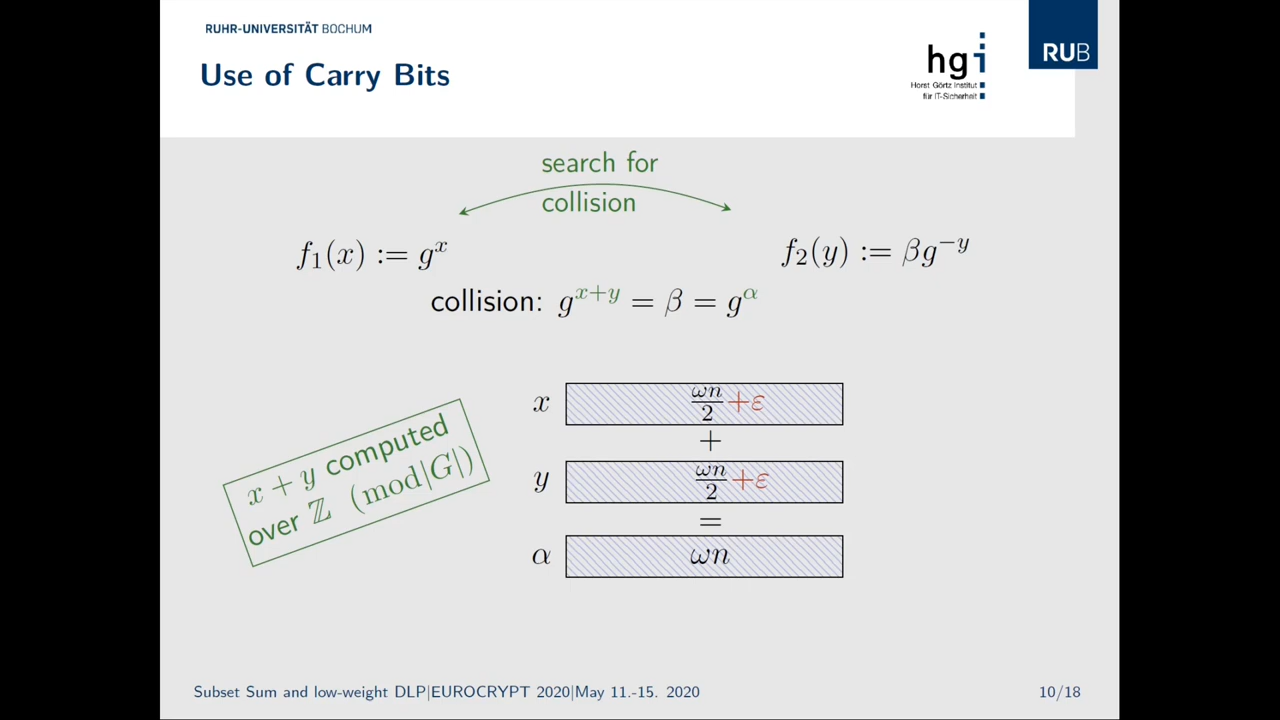 RUHR-UNIVERSITÄT BOCHUM
Use of Carry Bits
hgi
Horst Görtz Institut
für IT-Sicherheit
RUB
search for
collision
f₁(x) := gˣ
f₂(y) := βg⁻ʸ
collision: gˣ⁺ʸ = β = g^α
x + y computed
over ℤ (mod|G|)
x ωn/2 +ε
+
y ωn/2 +ε
=
α ωn
Subset Sum and low-weight DLP|EUROCRYPT 2020|May 11.-15. 2020
10/18